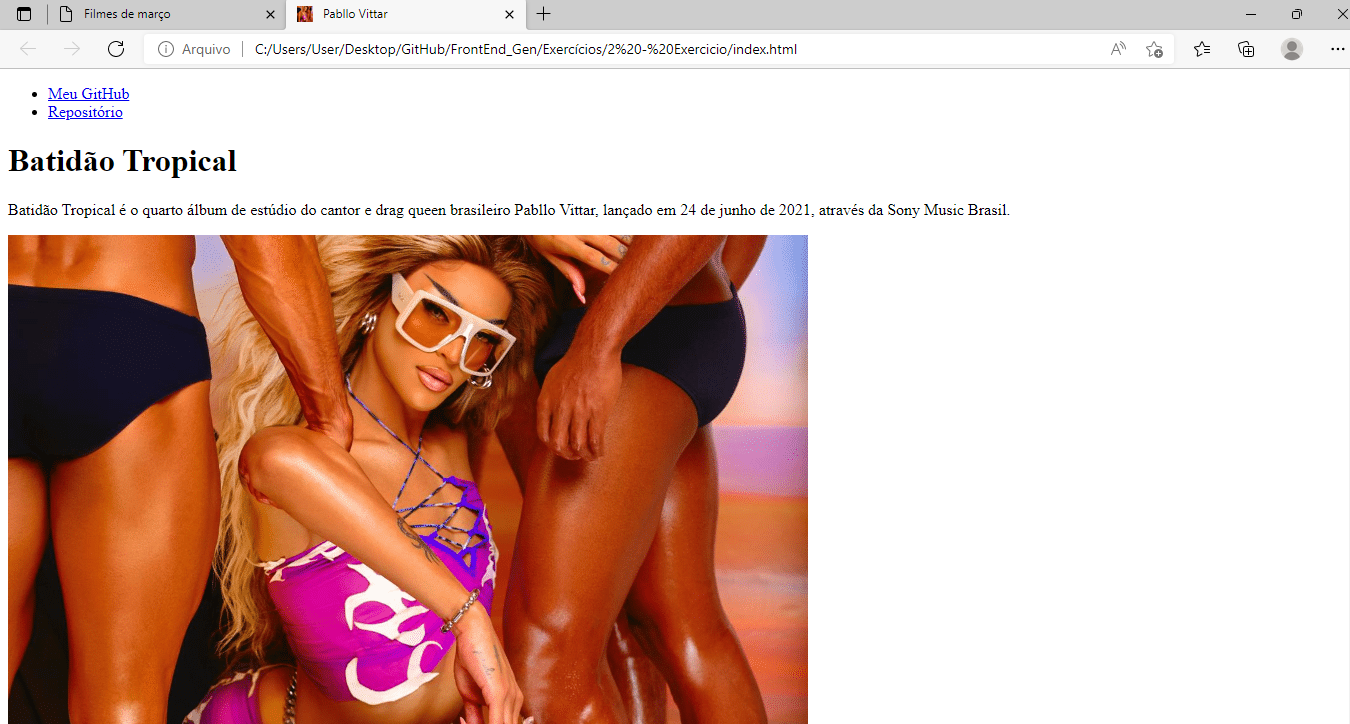 Filmes de março
Pabllo Vittar
Arquivo
C:/Users/User/Desktop/GitHub/FrontEnd_Gen/Exercícios/2%20-%20Exercicio/index.html
Meu GitHub
Repositório
Batidão Tropical
Batidão Tropical é o quarto álbum de estúdio do cantor e drag queen brasileiro Pabllo Vittar, lançado em 24 de junho de 2021, através da Sony Music Brasil.